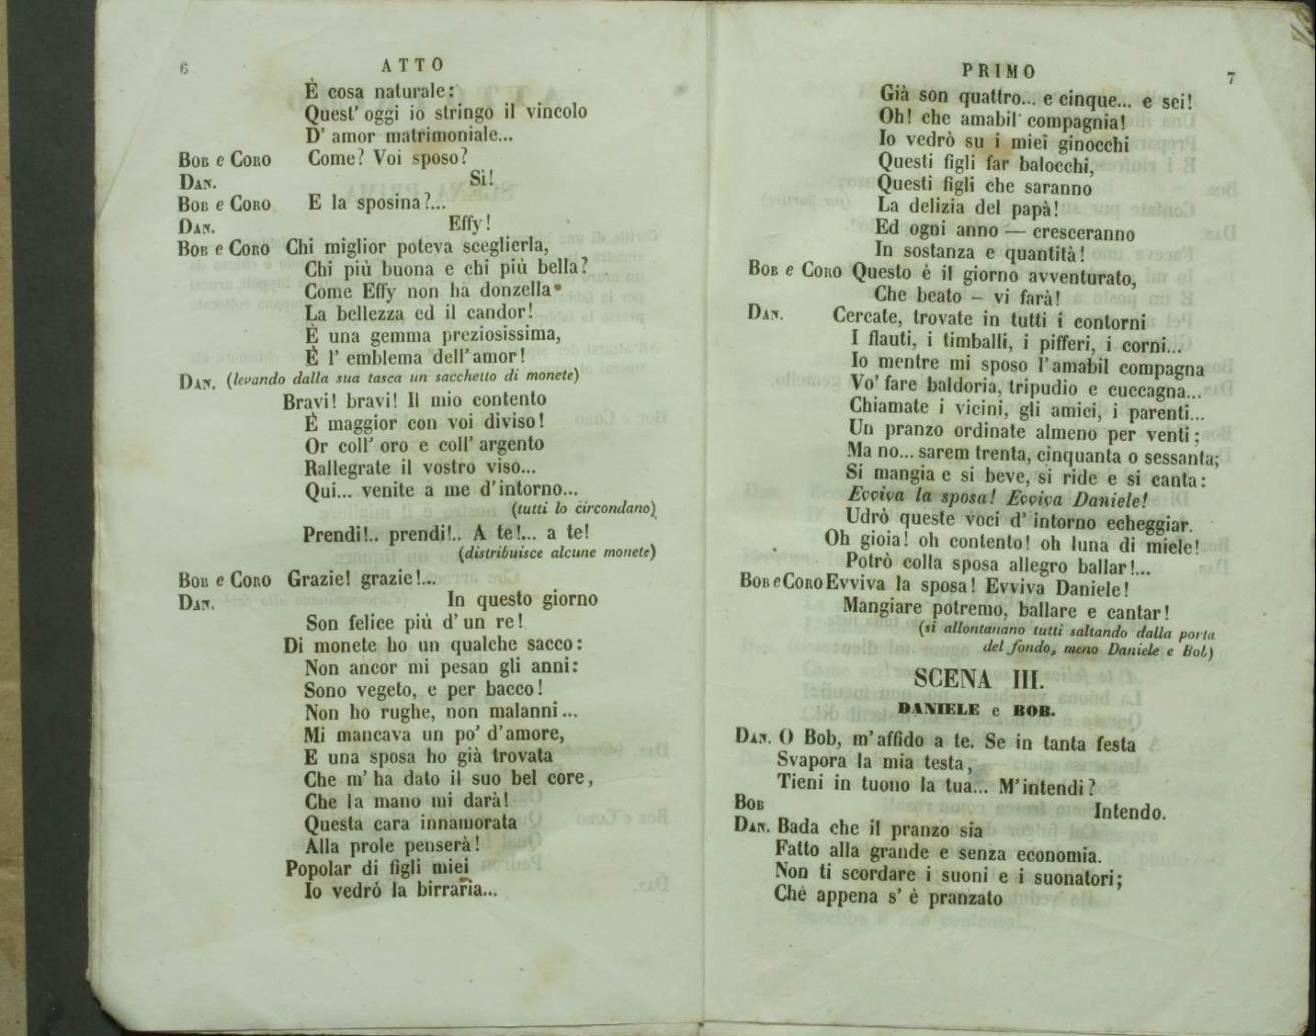 6
ATTO
È cosa naturale:
Quest' oggi io stringo il vincolo
D' amor matrimoniale...
BOB e CORO Come? Voi sposo?
DAN. Si!
BOB e CORO E la sposina?...
DAN. Effy!
BOB e CORO Chi miglior poteva sceglierla,
Chi più buona e chi più bella?
Come Effy non ha donzella
La bellezza ed il candor!
È una gemma preziosissima,
È l' emblema dell' amor!
DAN. (levando dalla sua tasca un sacchetto di monete)
Bravi! bravi! Il mio contento
È maggior con voi diviso!
Or coll' oro e coll' argento
Rallegrate il vostro viso...
Qui... venite a me d'intorno...
(tutti lo circondano)
Prendi!.. prendi!.. A te!... a te!
(distribuisce alcune monete)
BOB e CORO Grazie! grazie!...
DAN. In questo giorno
Son felice più d' un re!
Di monete ho un qualche sacco:
Non ancor mi pesan gli anni:
Sono vegeto, e per bacco!
Non ho rughe, non malanni...
Mi mancava un po' d'amore,
E una sposa ho già trovata
Che m' ha dato il suo bel core,
Che la mano mi darà!
Questa cara innamorata
Alla prole penserà!
Popolar di figli miei
Io vedrò la birraria...
PRIMO
7
Già son quattro... e cinque... e sei!
Oh! che amabil compagnia!
Io vedrò su i miei ginocchi
Questi figli far balocchi,
Questi figli che saranno
La delizia del papà!
Ed ogni anno — cresceranno
In sostanza e quantità!
BOB e CORO Questo è il giorno avventurato,
Che beato – vi farà!
DAN. Cercate, trovate in tutti i contorni
I flauti, i timballi, i pifferi, i corni...
Io mentre mi sposo l'amabil compagna
Vo' fare baldoria, tripudio e cuccagna...
Chiamate i vicini, gli amici, i parenti...
Un pranzo ordinate almeno per venti;
Ma no... sarem trenta, cinquanta o sessanta;
Si mangia e si beve, si ride e si canta:
Evviva la sposa! Evviva Daniele!
Udrò queste voci d' intorno echeggiar.
Oh gioia! oh contento! oh luna di miele!
Potrò colla sposa allegro ballar!...
BOB e CORO Evviva la sposa! Evviva Daniele!
Mangiare potremo, ballare e cantar!
(si allontanano tutti saltando dalla porta
del fondo, meno Daniele e Bob)
SCENA III.
DANIELE e BOB.
DAN. O Bob, m'affido a te. Se in tanta festa
Svapora la mia testa,
Tieni in tuono la tua... M'intendi?
BOB Intendo.
DAN. Bada che il pranzo sia
Fatto alla grande e senza economia.
Non ti scordare i suoni e i suonatori;
Chè appena s' è pranzato